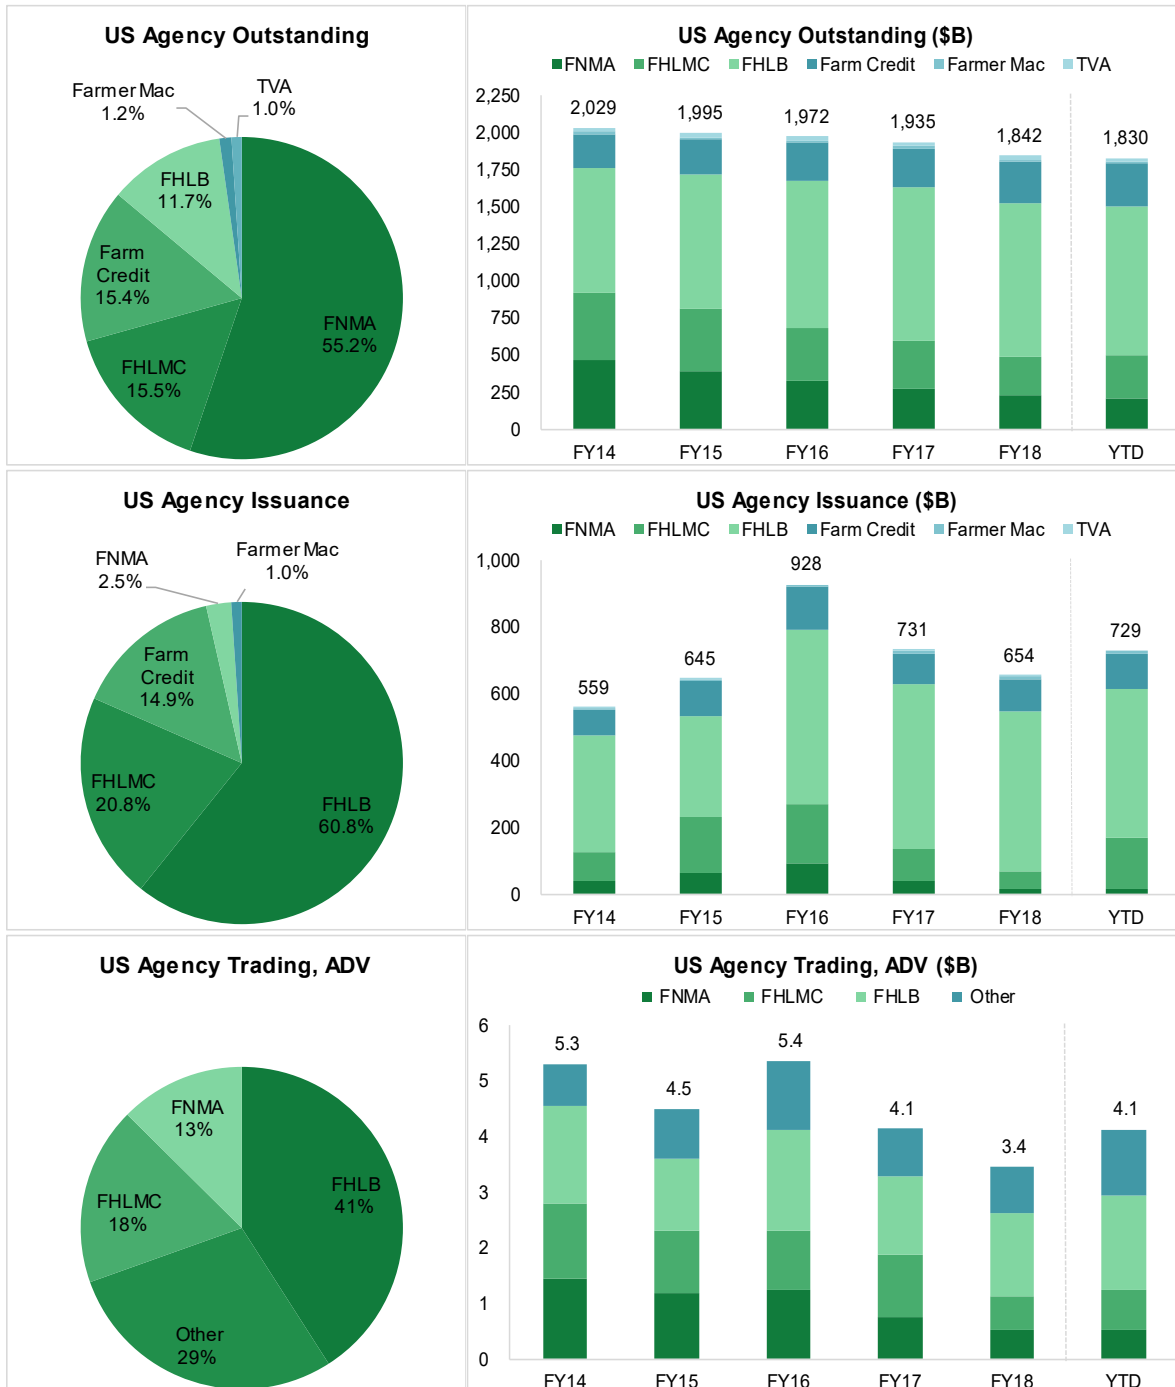 US Agency Outstanding
Farmer Mac
1.2%
TVA
1.0%
FHLB
11.7%
Farm
Credit
15.4%
FNMA
55.2%
FHLMC
15.5%
US Agency Outstanding ($B)
FNMA FHLMC FHLB Farm Credit Farmer Mac TVA
2,250
2,000
1,750
1,500
1,250
1,000
750
500
250
0
2,029
1,995
1,972
1,935
1,842
1,830
FY14 FY15 FY16 FY17 FY18 YTD
US Agency Issuance
FNMA
2.5%
Farmer Mac
1.0%
Farm
Credit
14.9%
FHLMC
20.8%
FHLB
60.8%
US Agency Issuance ($B)
FNMA FHLMC FHLB Farm Credit Farmer Mac TVA
1,000
800
600
400
200
0
559
645
928
731
654
729
FY14 FY15 FY16 FY17 FY18 YTD
US Agency Trading, ADV
FNMA
13%
FHLB
41%
FHLMC
18%
Other
29%
US Agency Trading, ADV ($B)
FNMA FHLMC FHLB Other
6
5
4
3
2
1
0
5.3
4.5
5.4
4.1
3.4
4.1
FY14 FY15 FY16 FY17 FY18 YTD